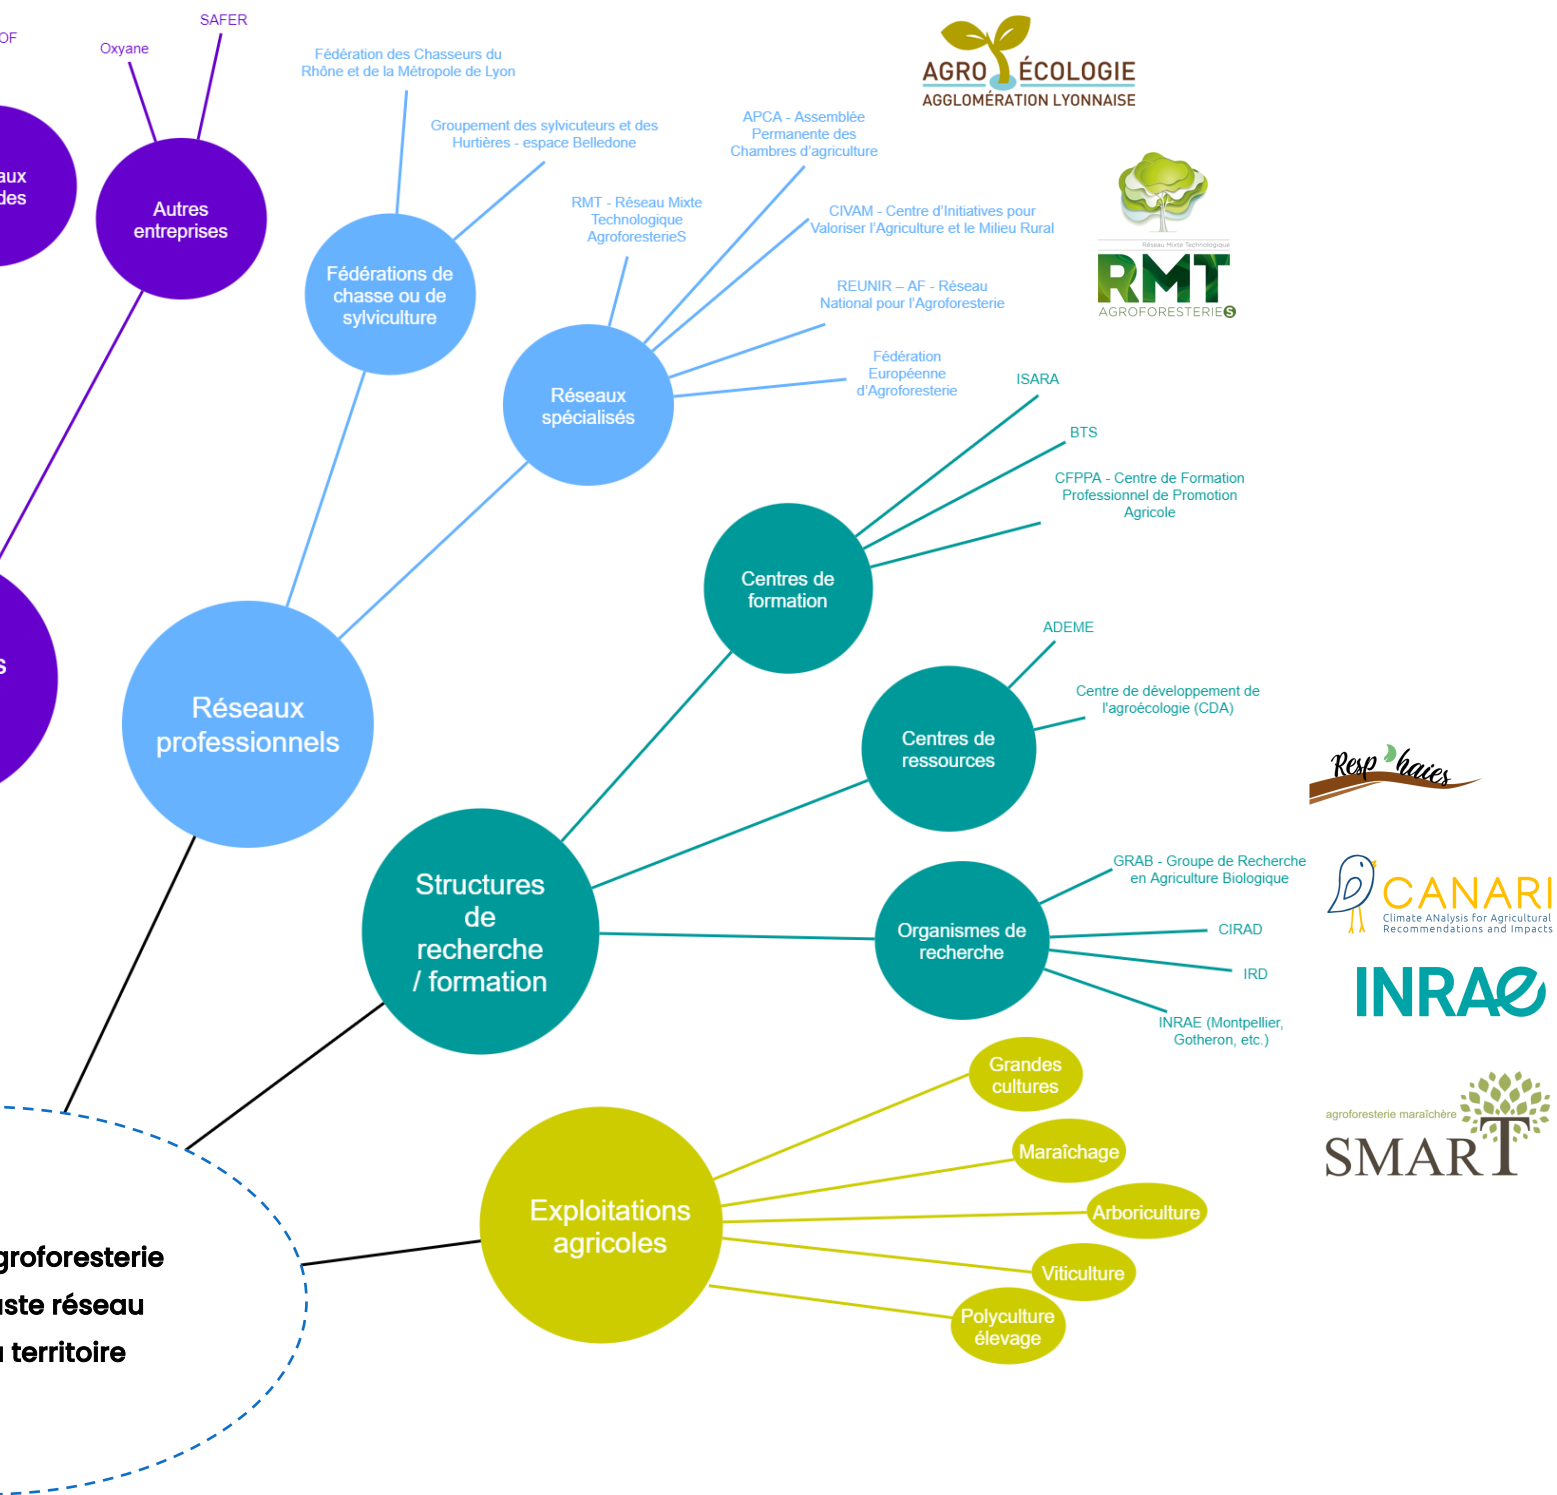 OF
Oxyane
SAFER
aux
des
Autres
entreprises
s
Fédération des Chasseurs du
Rhône et de la Métropole de Lyon
Groupement des sylvicuteurs et des
Hurtières - espace Belledone
Fédérations de
chasse ou de
sylviculture
RMT - Réseau Mixte
Technologique
AgroforesterieS
APCA - Assemblée
Permanente des
Chambres d'agriculture
CIVAM - Centre d'Initiatives pour
Valoriser l'Agriculture et le Milieu Rural
REUNIR – AF - Réseau
National pour l'Agroforesterie
Fédération
Européenne
d'Agroforesterie
Réseaux
spécialisés
Réseaux
professionnels
AGRO ÉCOLOGIE
AGGLOMÉRATION LYONNAISE
Réseau Mixte Technologique
RMT
AGROFORESTERIES
ISARA
BTS
CFPPA - Centre de Formation
Professionnel de Promotion
Agricole
Centres de
formation
ADEME
Centre de développement de
l'agroécologie (CDA)
Centres de
ressources
Structures
de
recherche
/ formation
GRAB - Groupe de Recherche
en Agriculture Biologique
CIRAD
IRD
INRAE (Montpellier,
Gotheron, etc.)
Organismes de
recherche
Resp haies
CANARI
Climate ANalysis for Agricultural
Recommendations and Impacts
INRAE
agroforesterie maraîchère
SMART
Exploitations
agricoles
Grandes
cultures
Maraîchage
Arboriculture
Viticulture
Polyculture
élevage
groforesterie
ste réseau
territoire